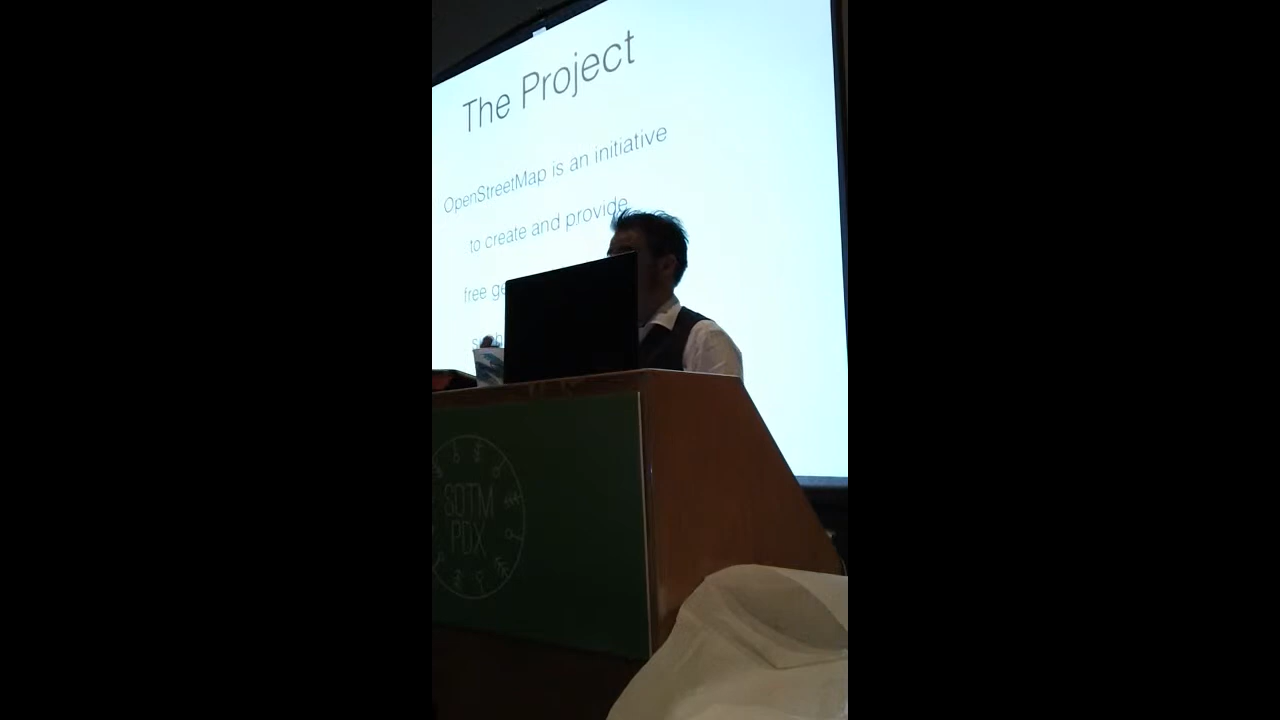 The Project
OpenStreetMap is an initiative
to create and provide
free
SOTM
PDX